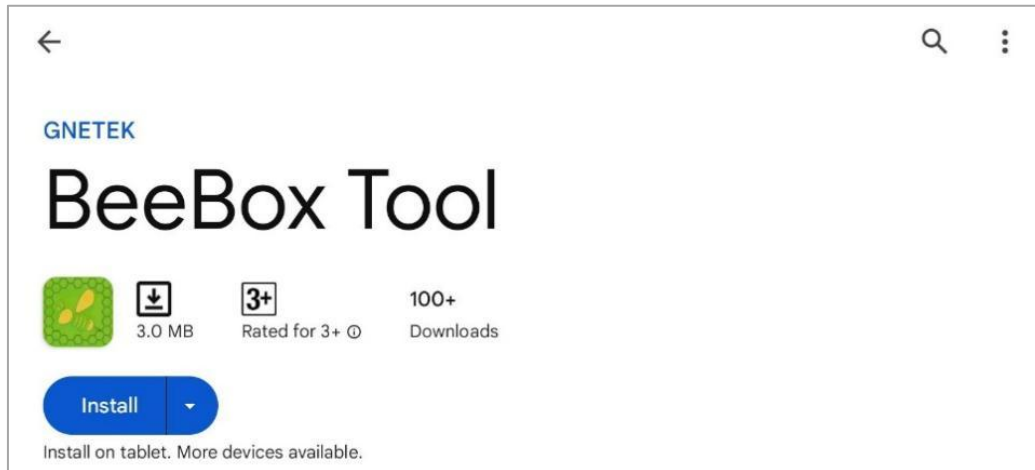 GNETEK
BeeBox Tool
3+
100+
3.0 MB
Rated for 3+
Downloads
Install
Install on tablet. More devices available.